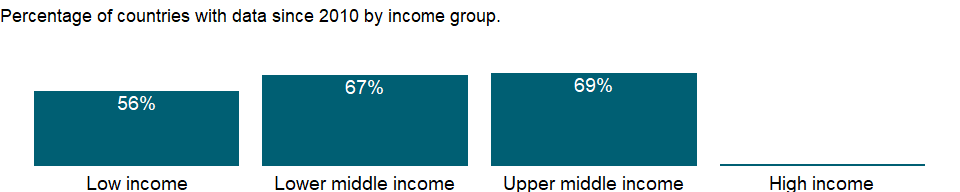 Percentage of countries with data since 2010 by income group.
56%
67%
69%
Low income
Lower middle income
Upper middle income
High income